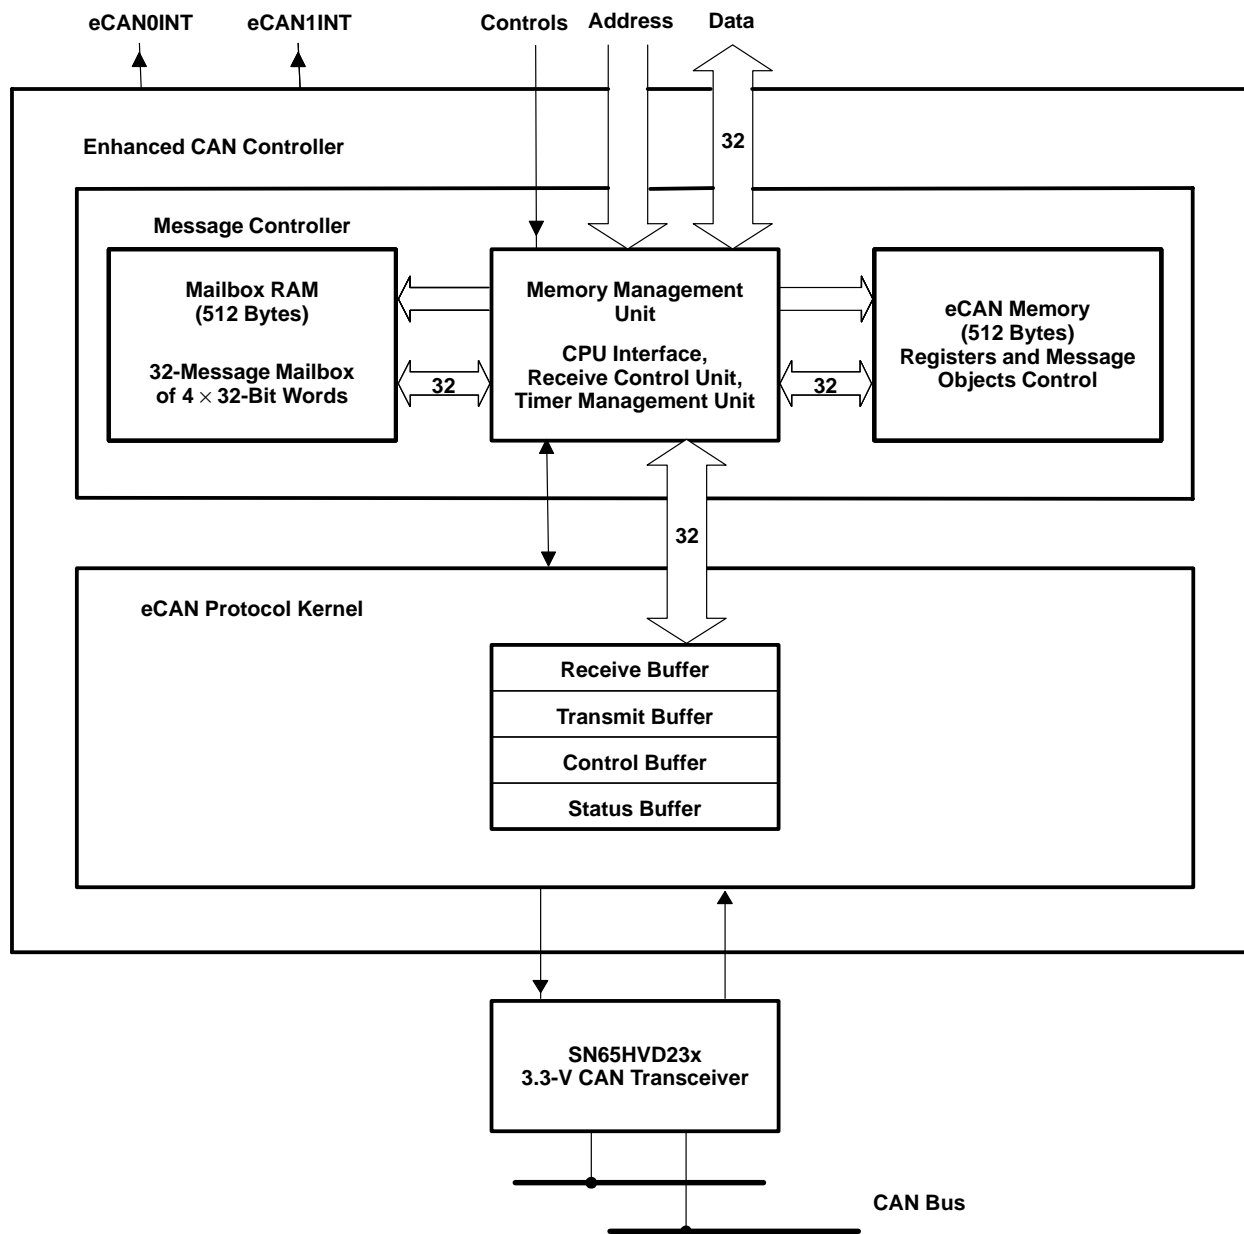 eCAN0INT
eCAN1INT
Controls
Address
Data
32
Enhanced CAN Controller
Message Controller
Mailbox RAM
(512 Bytes)
32-Message Mailbox
of 4 × 32-Bit Words
32
Memory Management
Unit
CPU Interface,
Receive Control Unit,
Timer Management Unit
32
eCAN Memory
(512 Bytes)
Registers and Message
Objects Control
32
eCAN Protocol Kernel
Receive Buffer
Transmit Buffer
Control Buffer
Status Buffer
SN65HVD23x
3.3-V CAN Transceiver
CAN Bus